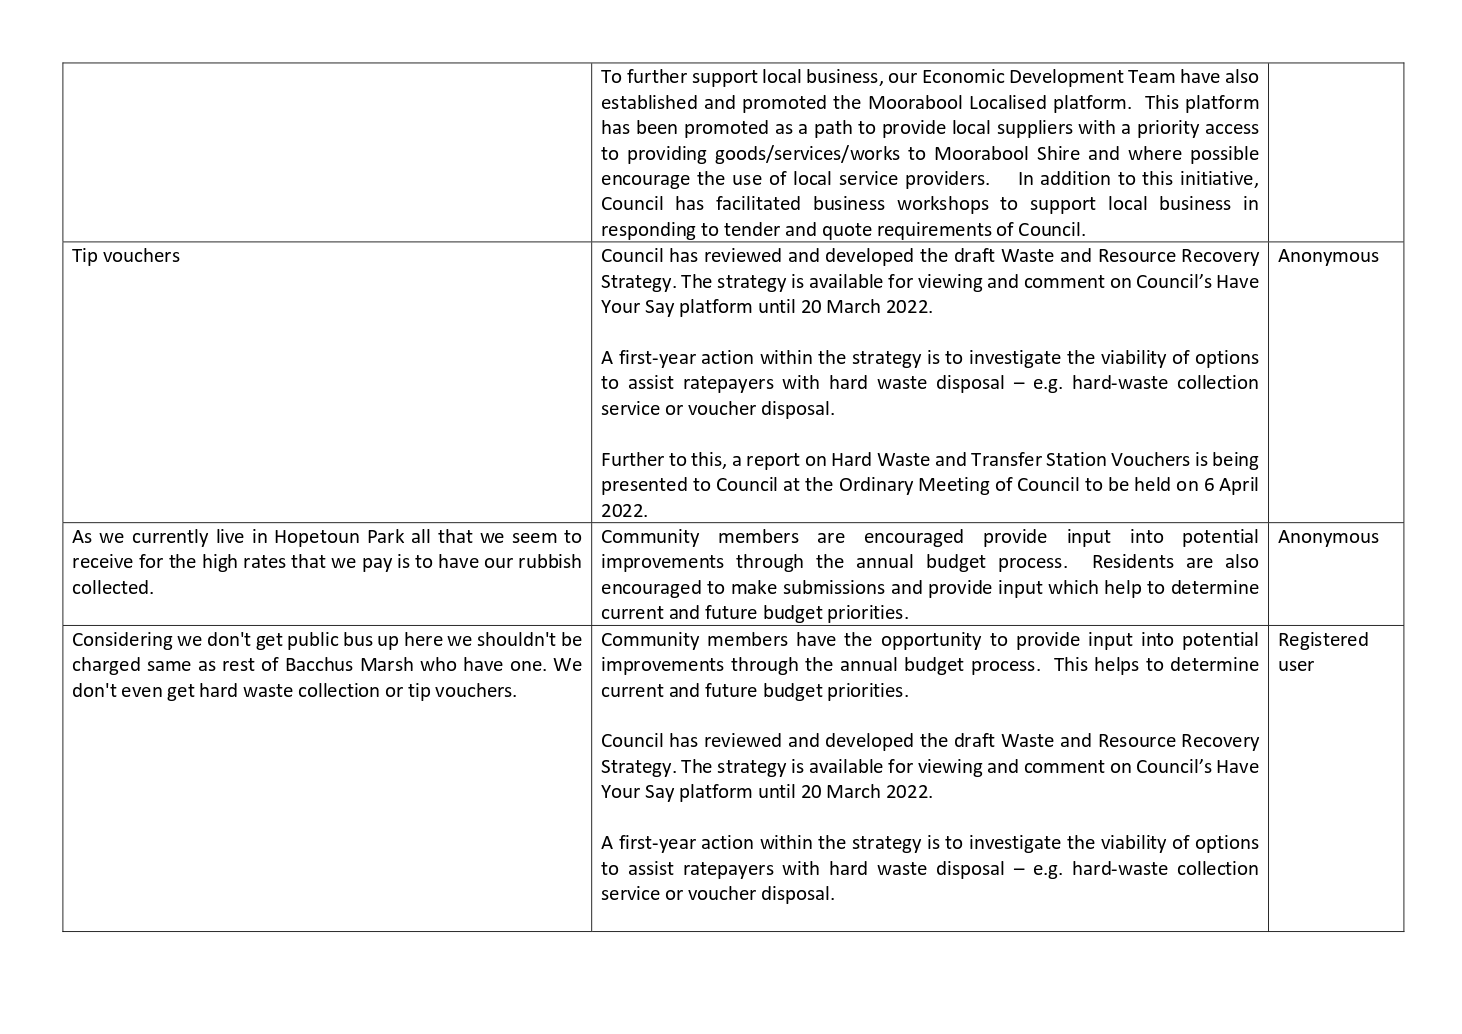 To further support local business, our Economic Development Team have also
established and promoted the Moorabool Localised platform.  This platform
has been promoted as a path to provide local suppliers with a priority access
to providing goods/services/works to Moorabool Shire and where possible
encourage the use of local service providers.   In addition to this initiative,
Council has facilitated business workshops to support local business in
responding to tender and quote requirements of Council.
Tip vouchers
Council has reviewed and developed the draft Waste and Resource Recovery
Strategy. The strategy is available for viewing and comment on Council’s Have
Your Say platform until 20 March 2022.
A first-year action within the strategy is to investigate the viability of options
to assist ratepayers with hard waste disposal – e.g. hard-waste collection
service or voucher disposal.
Further to this, a report on Hard Waste and Transfer Station Vouchers is being
presented to Council at the Ordinary Meeting of Council to be held on 6 April
2022.
Anonymous
As we currently live in Hopetoun Park all that we seem to
receive for the high rates that we pay is to have our rubbish
collected.
Community members are encouraged provide input into potential
improvements through the annual budget process.  Residents are also
encouraged to make submissions and provide input which help to determine
current and future budget priorities.
Anonymous
Considering we don't get public bus up here we shouldn't be
charged same as rest of Bacchus Marsh who have one. We
don't even get hard waste collection or tip vouchers.
Community members have the opportunity to provide input into potential
improvements through the annual budget process.  This helps to determine
current and future budget priorities.
Council has reviewed and developed the draft Waste and Resource Recovery
Strategy. The strategy is available for viewing and comment on Council’s Have
Your Say platform until 20 March 2022.
A first-year action within the strategy is to investigate the viability of options
to assist ratepayers with hard waste disposal – e.g. hard-waste collection
service or voucher disposal.
Registered
user